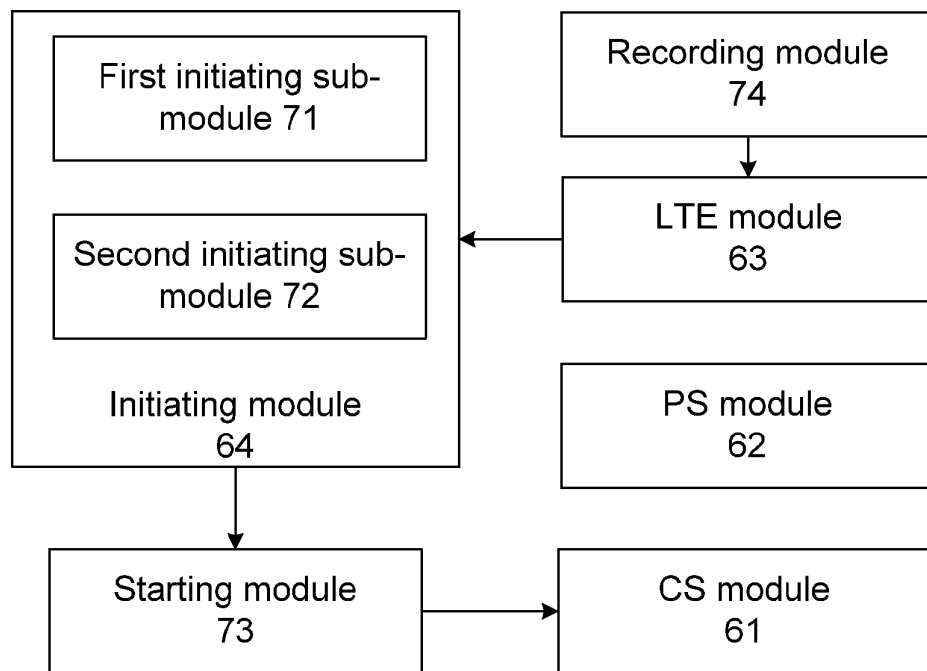 First initiating sub-
module 71
Second initiating sub-
module 72
Initiating module
64
Recording module
74
LTE module
63
PS module
62
Starting module
73
CS module
61